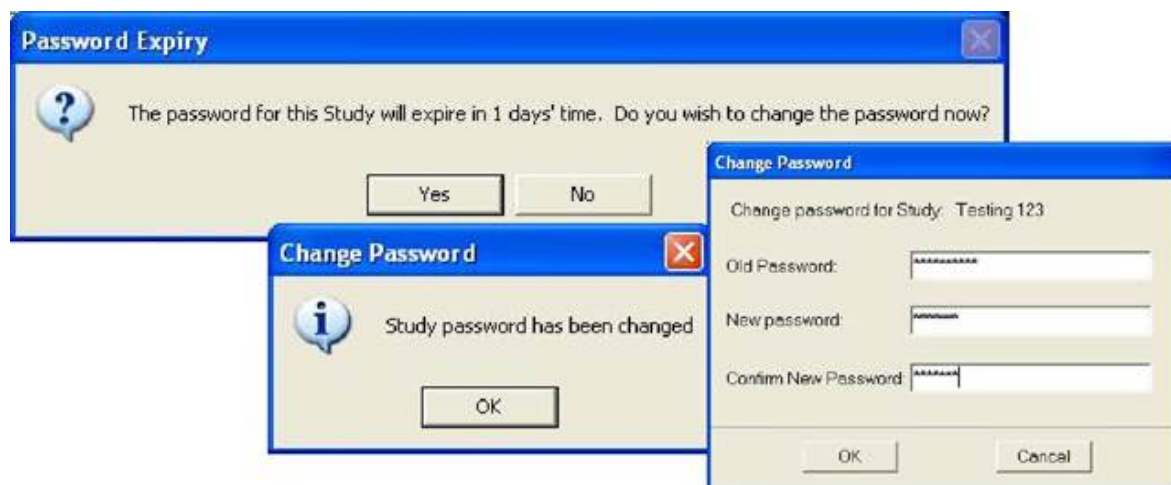 Password Expiry
The password for this Study will expire in 1 days' time. Do you wish to change the password now?
Yes
No
Change Password
Study password has been changed
OK
Change Password
Change password for Study: Testing 123
Old Password: **********
New password: *******
Confirm New Password: *******
OK
Cancel